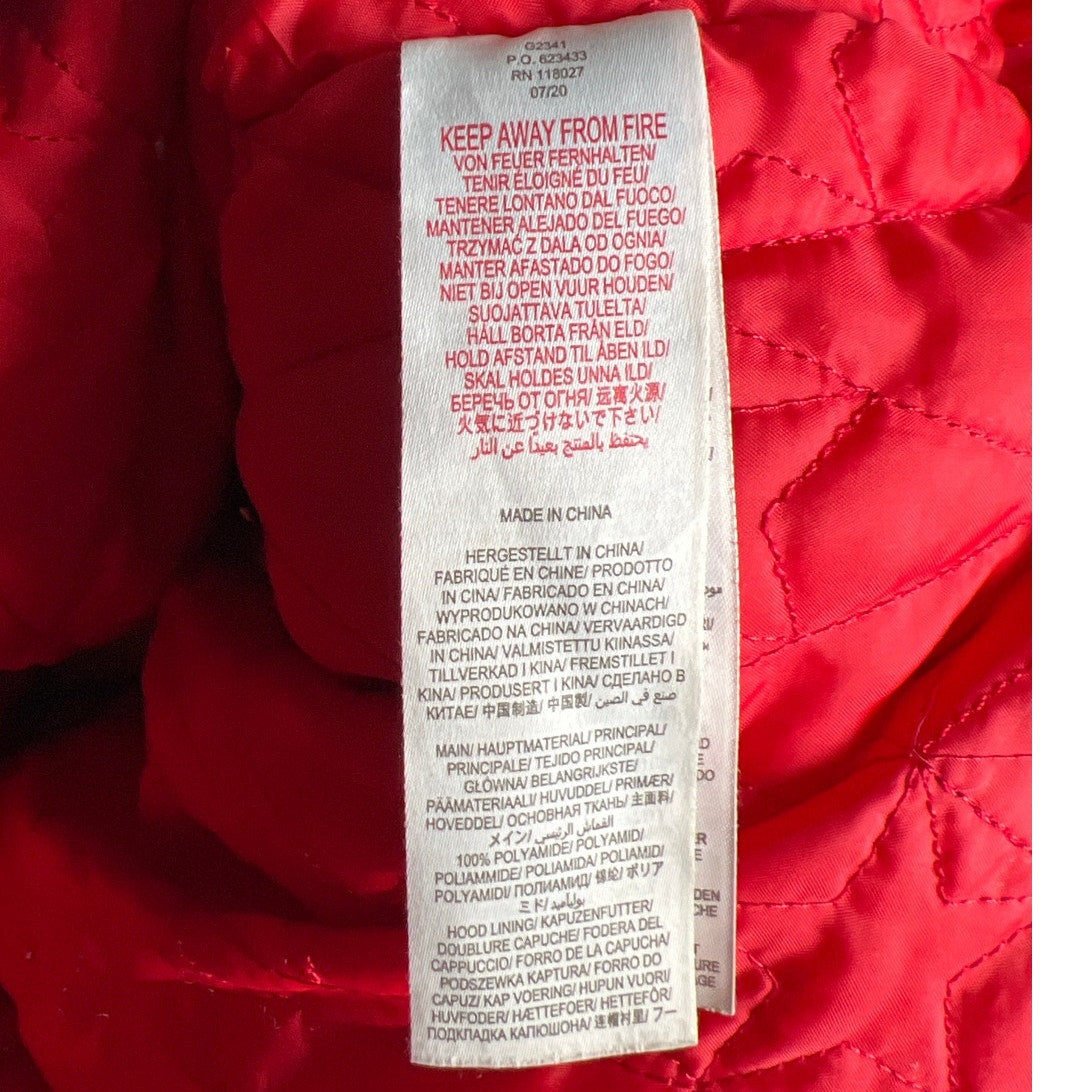 G2341
P.O. 623433
RN 118027
07/20
KEEP AWAY FROM FIRE
VON FEUER FERNHALTEN/
TENIR ÉLOIGNÉ DU FEU/
TENERE LONTANO DAL FUOCO/
MANTENER ALEJADO DEL FUEGO/
TRZYMAĆ Z DALA OD OGNIA/
MANTER AFASTADO DO FOGO/
NIET BIJ OPEN VUUR HOUDEN/
SUOJATTAVA TULELTA/
HÅLL BORTA FRÅN ELD/
HOLD AFSTAND TIL ÅBEN ILD/
SKAL HOLDES UNNA ILD/
БЕРЕЧЬ ОТ ОГНЯ/ 远离火源/
火気に近づけないで下さい/
يحتفظ بالمنتج بعيدا عن النار
MADE IN CHINA
HERGESTELLT IN CHINA/
FABRIQUÉ EN CHINE/ PRODOTTO
IN CINA/ FABRICADO EN CHINA/
WYPRODUKOWANO W CHINACH/
FABRICADO NA CHINA/ VERVAARDIGD
IN CHINA/ VALMISTETTU KIINASSA/
TILLVERKAD I KINA/ FREMSTILLET I
KINA/ PRODUSERT I KINA/ СДЕЛАНО В
КИТАЕ/ 中国制造/ 中国製/ صنع في الصين
MAIN/ HAUPTMATERIAL/ PRINCIPAL/
PRINCIPALE/ TEJIDO PRINCIPAL/
GŁÓWNA/ BELANGRIJKSTE/
PÄÄMATERIAALI/ HUVUDDEL/ PRIMÆR/
HOVEDDEL/ ОСНОВНАЯ ТКАНЬ/ 主面料/
メイン/ القماش الرئيسي/
100% POLYAMIDE/ POLYAMID/
POLIAMMIDE/ POLIAMIDA/ POLIAMID/
POLYAMIDI/ ПОЛИАМИД/ 锦纶/ ポリア
ミド/ بولياميد
HOOD LINING/ KAPUZENFUTTER/
DOUBLURE CAPUCHE/ FODERA DEL
CAPPUCCIO/ FORRO DE LA CAPUCHA/
PODSZEWKA KAPTURA/ FORRO DO
CAPUZ/ KAP VOERING/ HUPUN VUORI/
HUVFODER/ HÆTTEFOER/ HETTEFÔR/
ПОДКЛАДКА КАПЮШОНА/ 连帽衬里/ フー